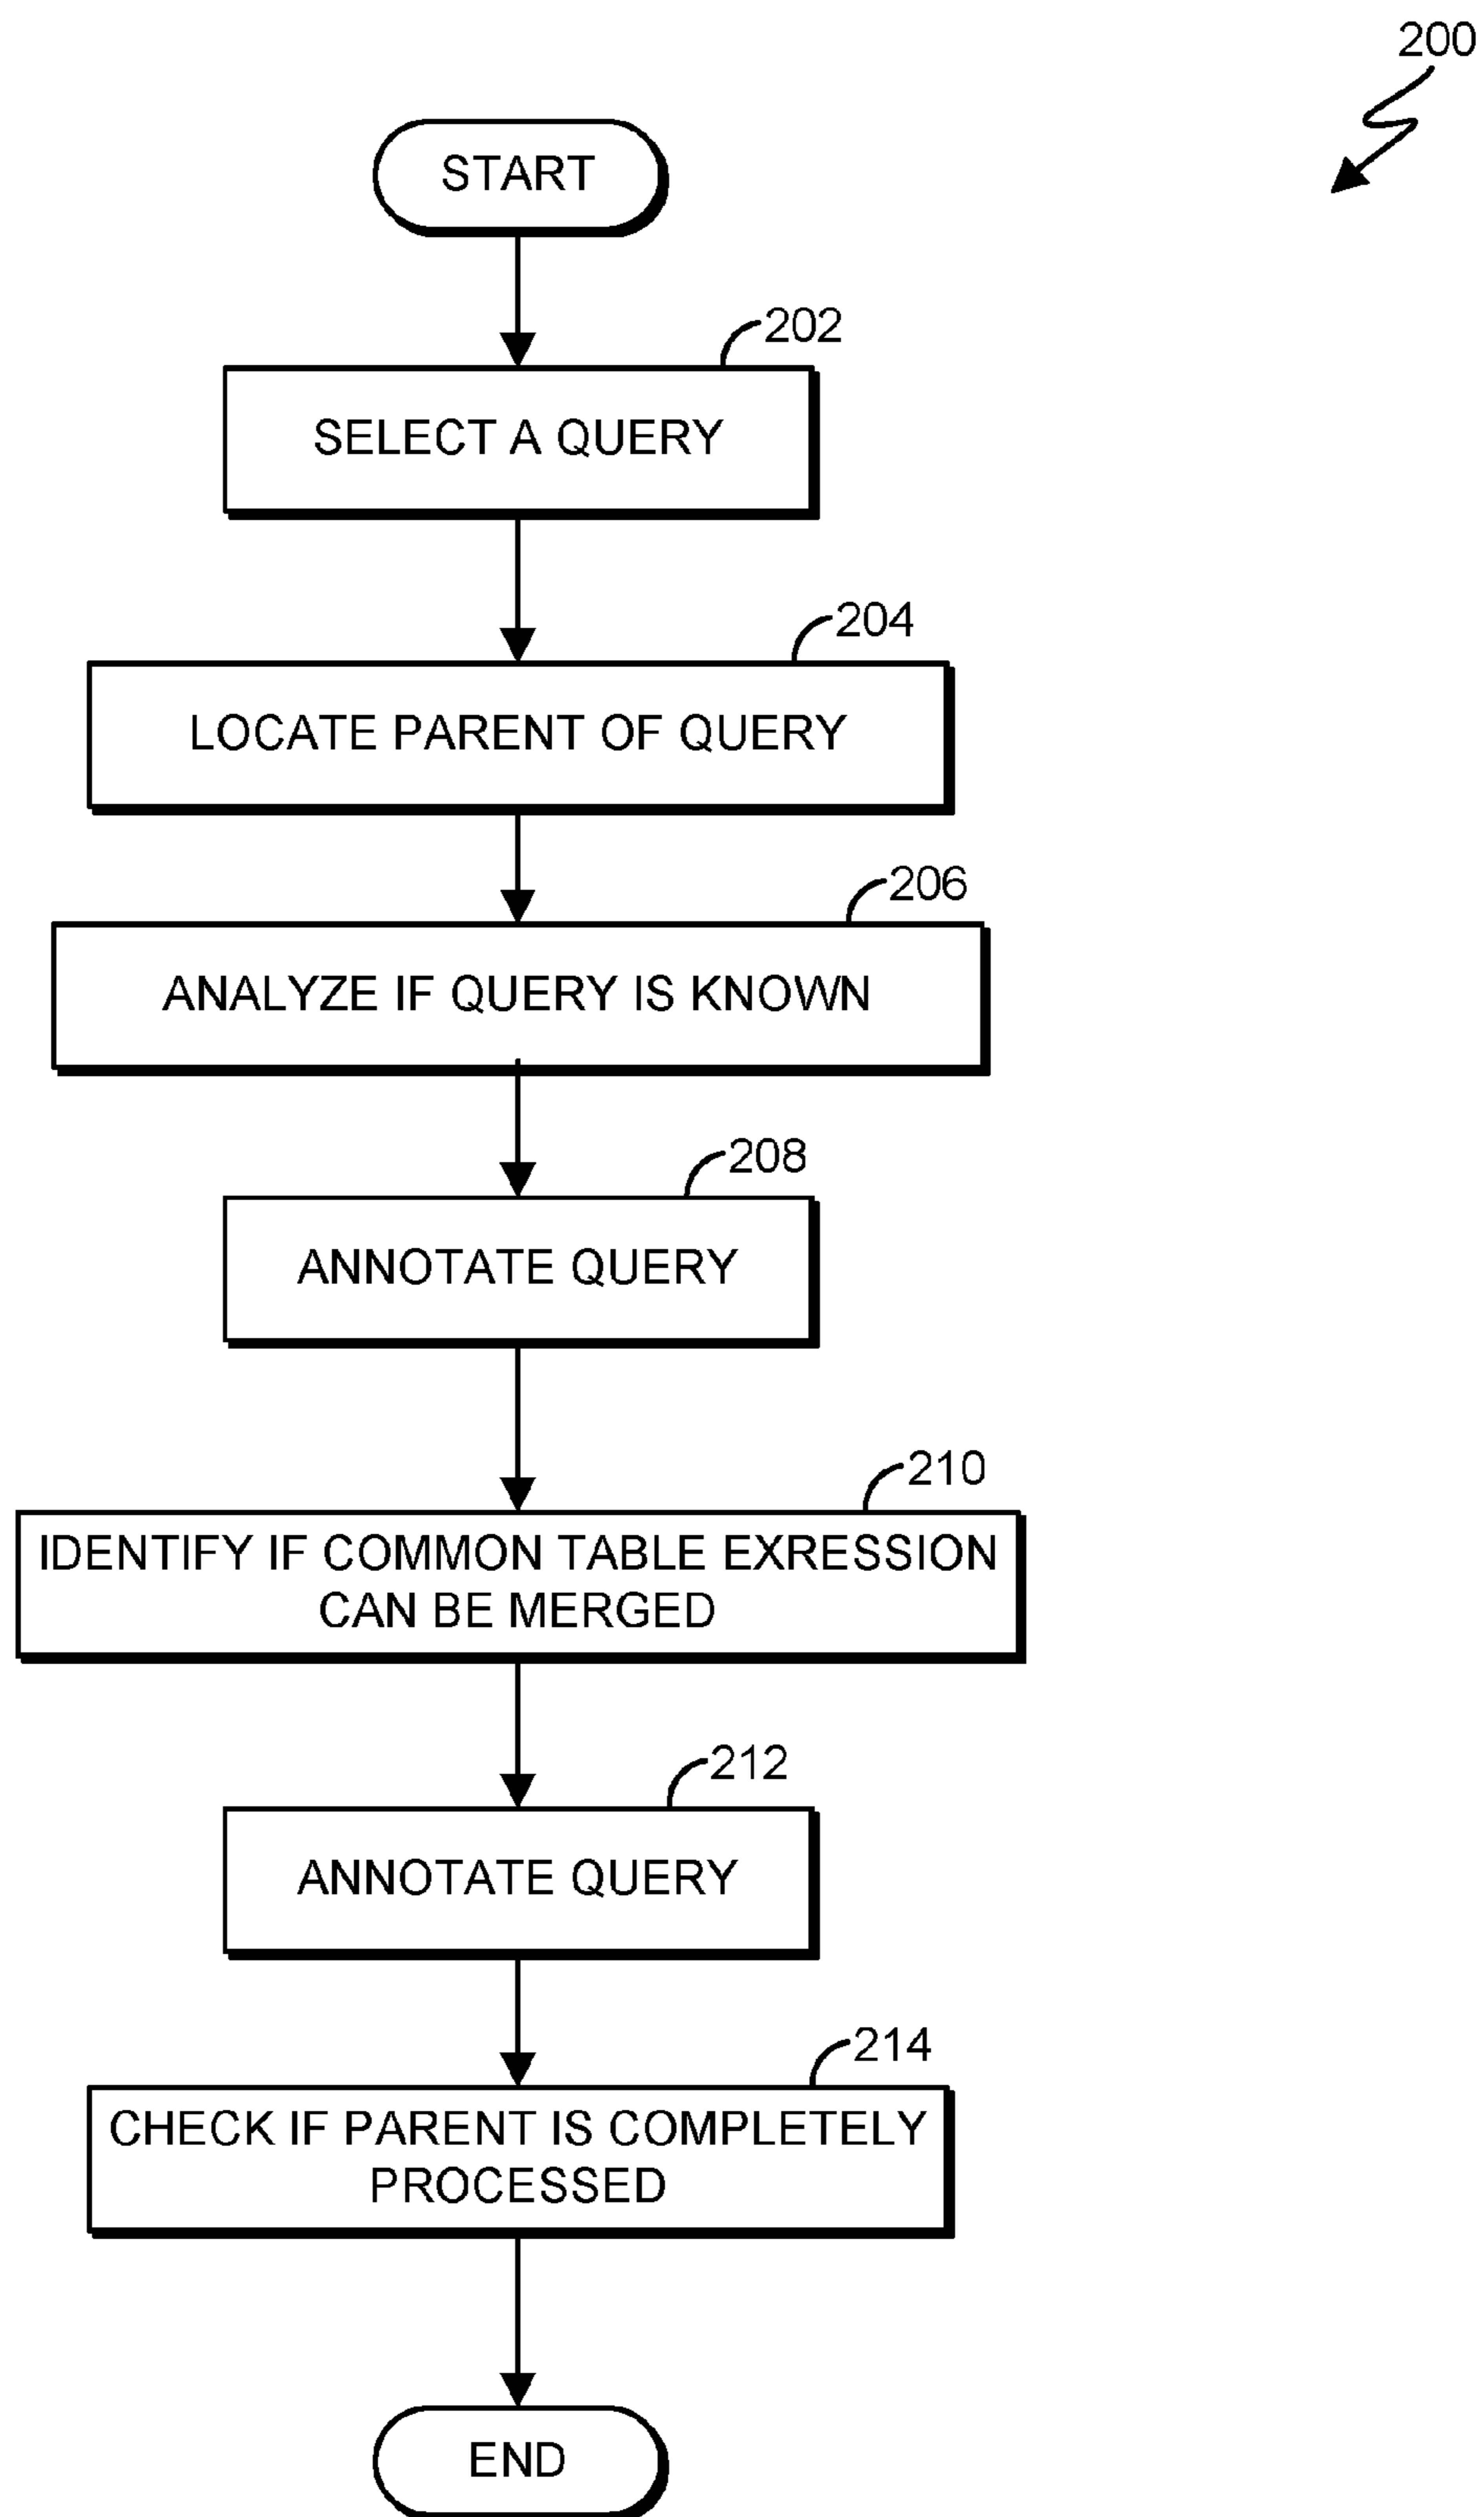 200
START
202
SELECT A QUERY
204
LOCATE PARENT OF QUERY
206
ANALYZE IF QUERY IS KNOWN
208
ANNOTATE QUERY
210
IDENTIFY IF COMMON TABLE EXRESSION
CAN BE MERGED
212
ANNOTATE QUERY
214
CHECK IF PARENT IS COMPLETELY
PROCESSED
END